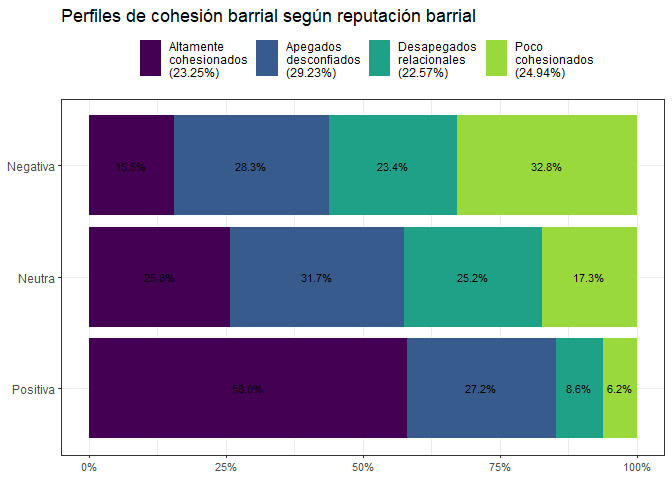 Perfiles de cohesión barrial según reputación barrial
Altamente
cohesionados
(23.25%)
Apegados
desconfiados
(29.23%)
Desapegados
relacionales
(22.57%)
Poco
cohesionados
(24.94%)
Negativa
15.5%
28.3%
23.4%
32.8%
Neutra
25.8%
31.7%
25.2%
17.3%
Positiva
58.0%
27.2%
8.6%
6.2%
0%
25%
50%
75%
100%